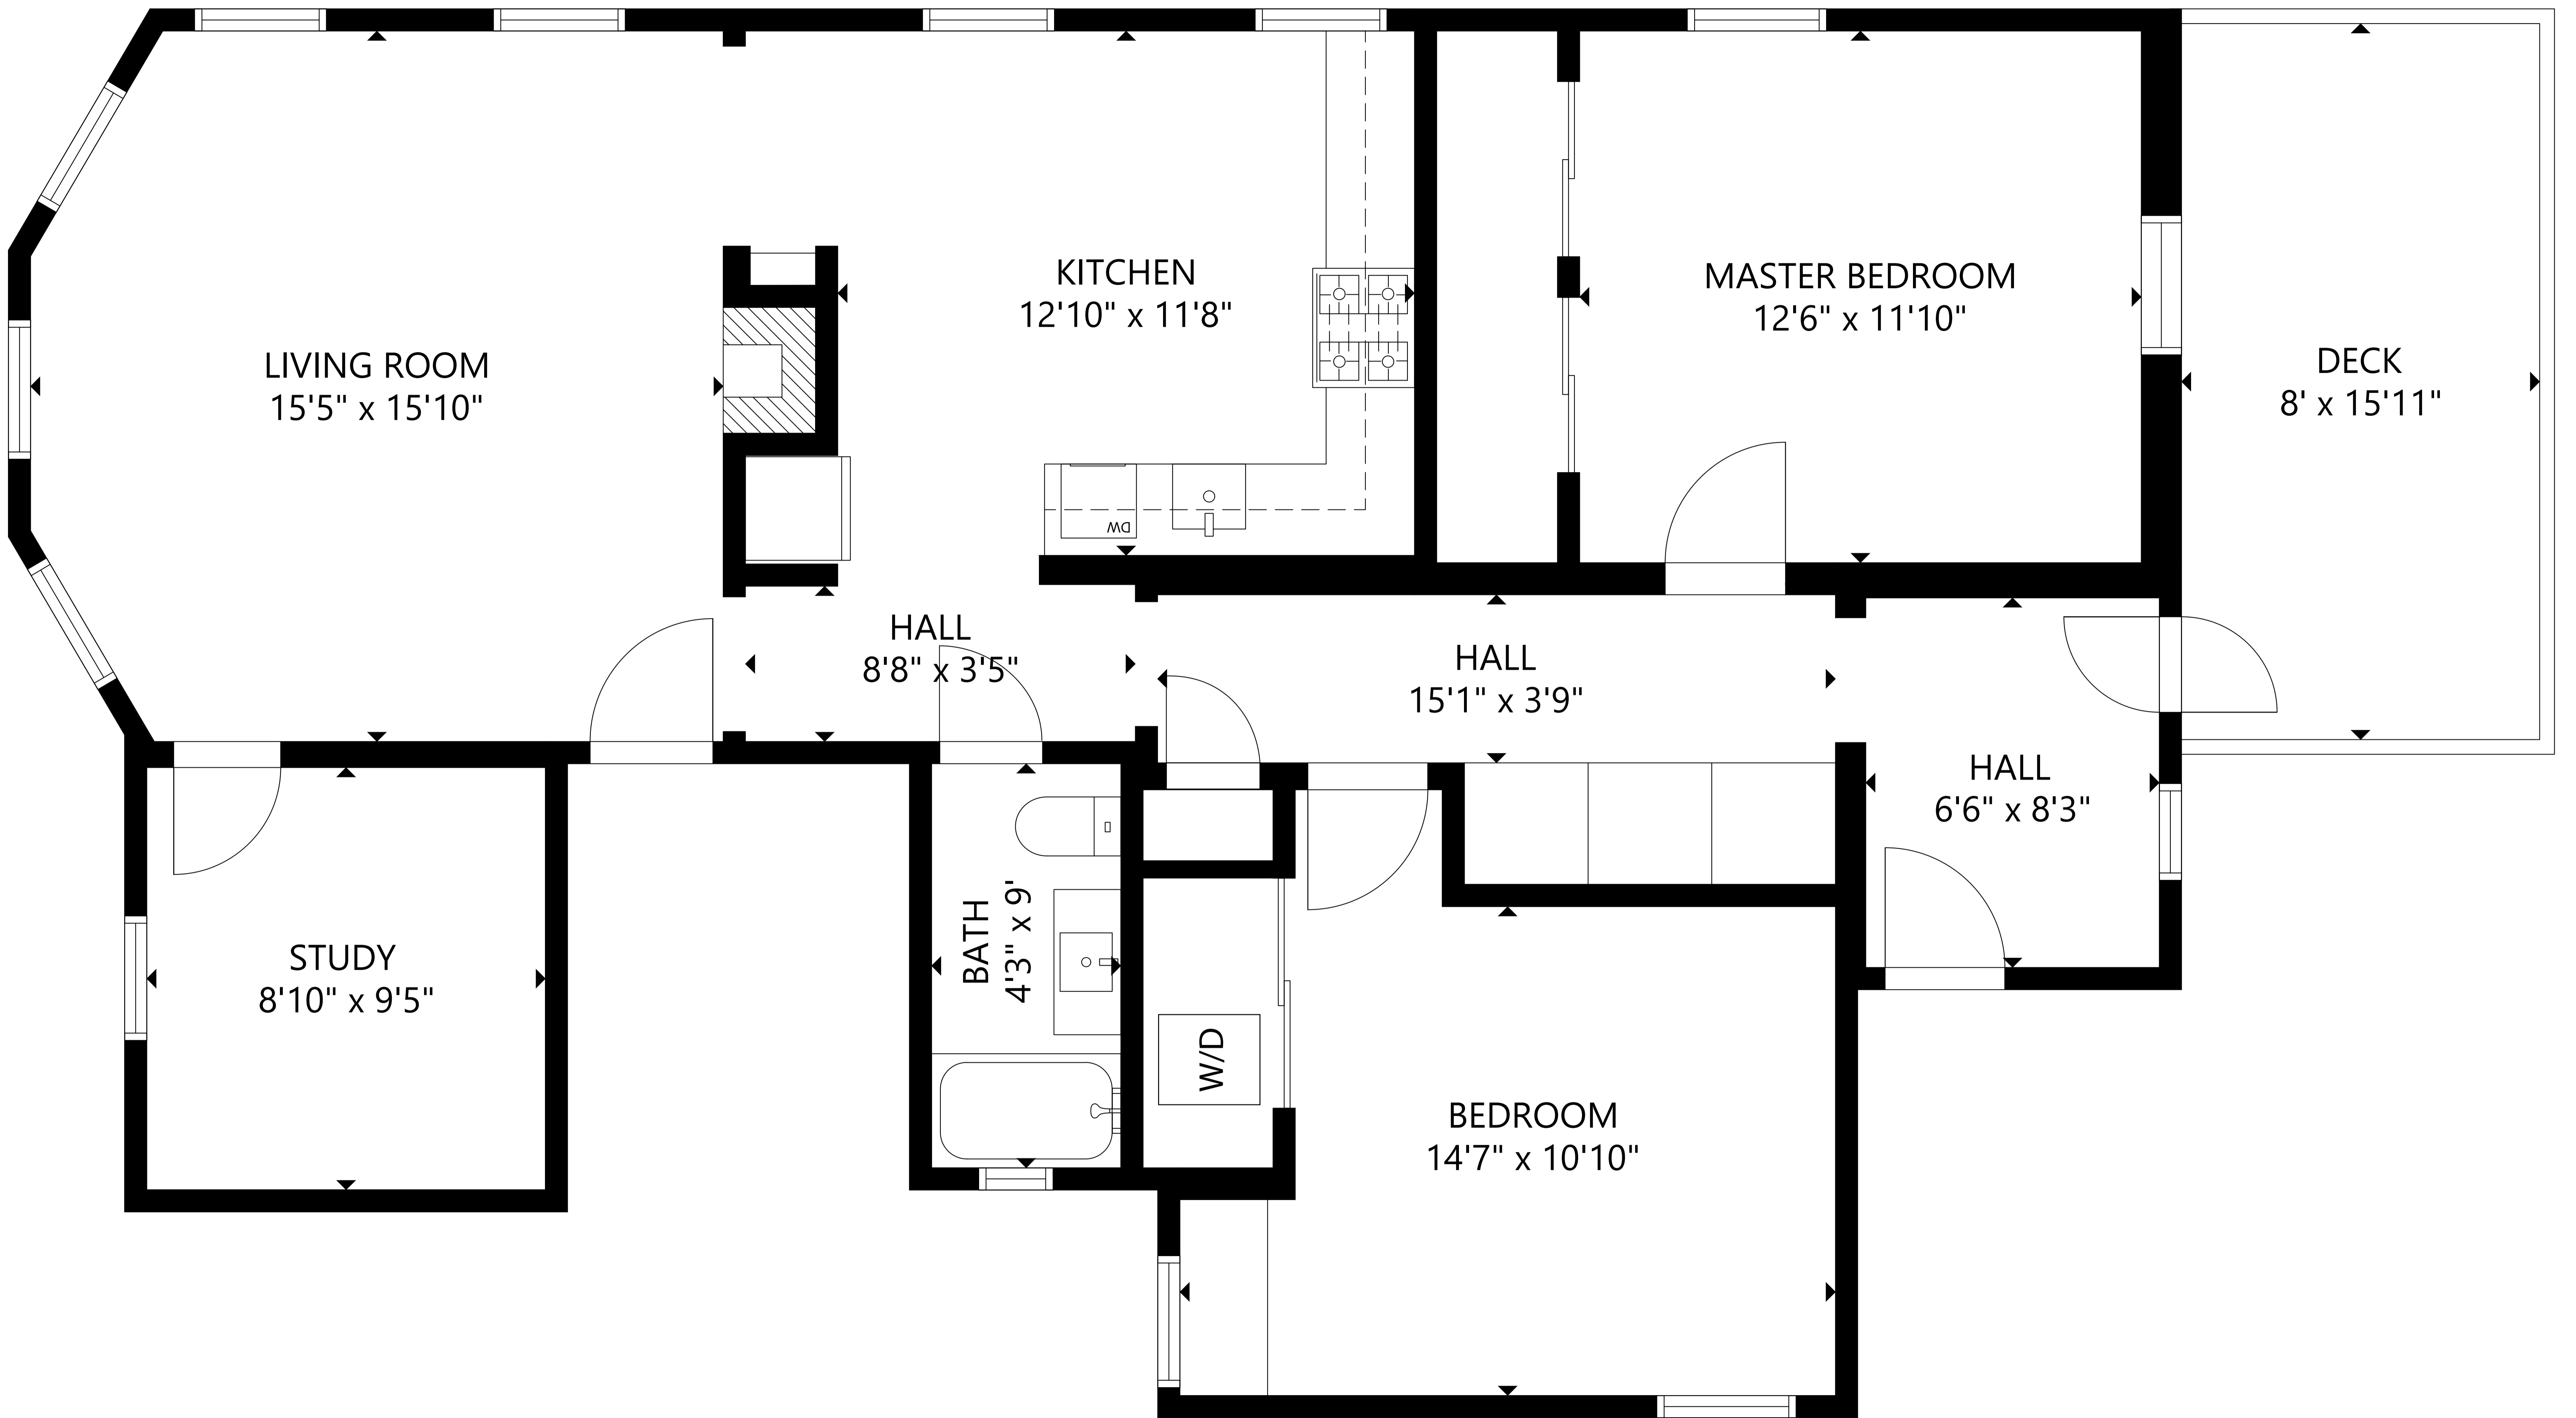 KITCHEN
12'10" x 11'8"
MASTER BEDROOM
12'6" x 11'10"
LIVING ROOM
15'5" x 15'10"
DECK
8' x 15'11"
DW
HALL
8'8" x 3'5"
HALL
15'1" x 3'9"
HALL
6'6" x 8'3"
STUDY
8'10" x 9'5"
BATH
4'3" x 9'
W/D
BEDROOM
14'7" x 10'10"